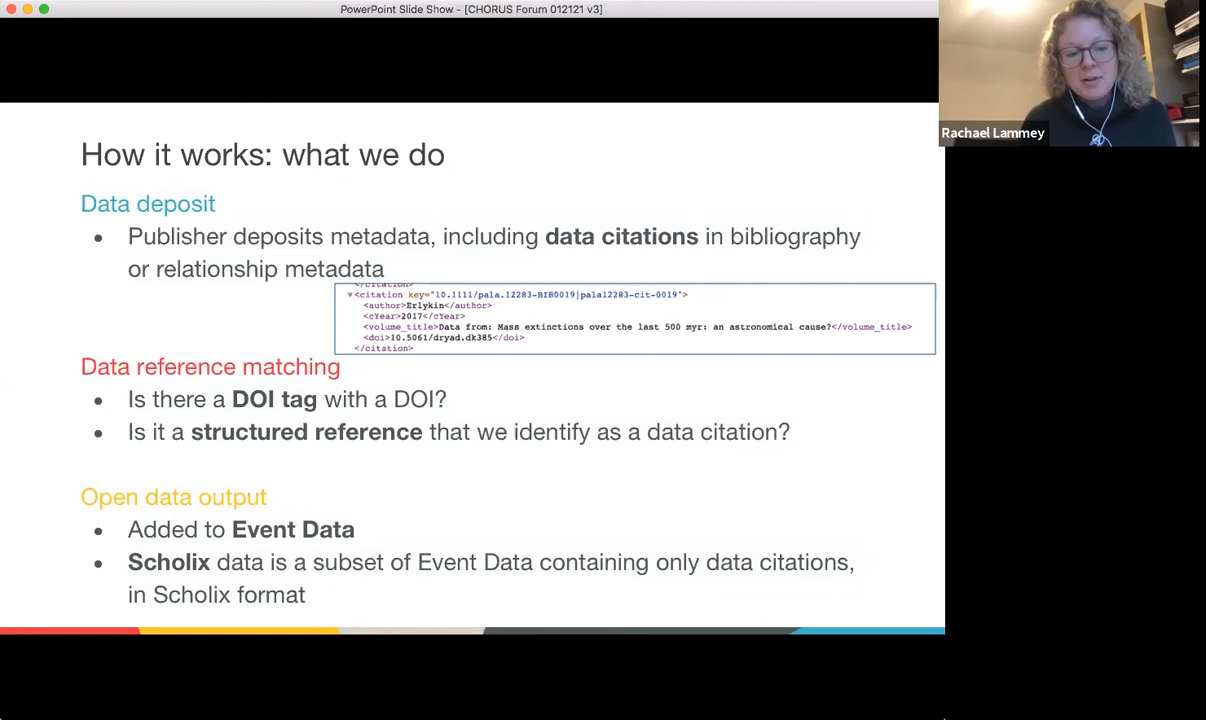 PowerPoint Slide Show - [CHORUS Forum 012121 v3]
Rachael Lammey
How it works: what we do
Data deposit
• Publisher deposits metadata, including data citations in bibliography
or relationship metadata
</citation>
▼<citation key="10.1111/pala.12283-BIB0019|pala12283-cit-0019">
<author>Erlykin</author>
<cYear>2017</cYear>
<volume_title>Data from: Mass extinctions over the last 500 myr: an astronomical cause?</volume_title>
<doi>10.5061/dryad.dk385</doi>
</citation>
Data reference matching
• Is there a DOI tag with a DOI?
• Is it a structured reference that we identify as a data citation?
Open data output
• Added to Event Data
• Scholix data is a subset of Event Data containing only data citations,
in Scholix format